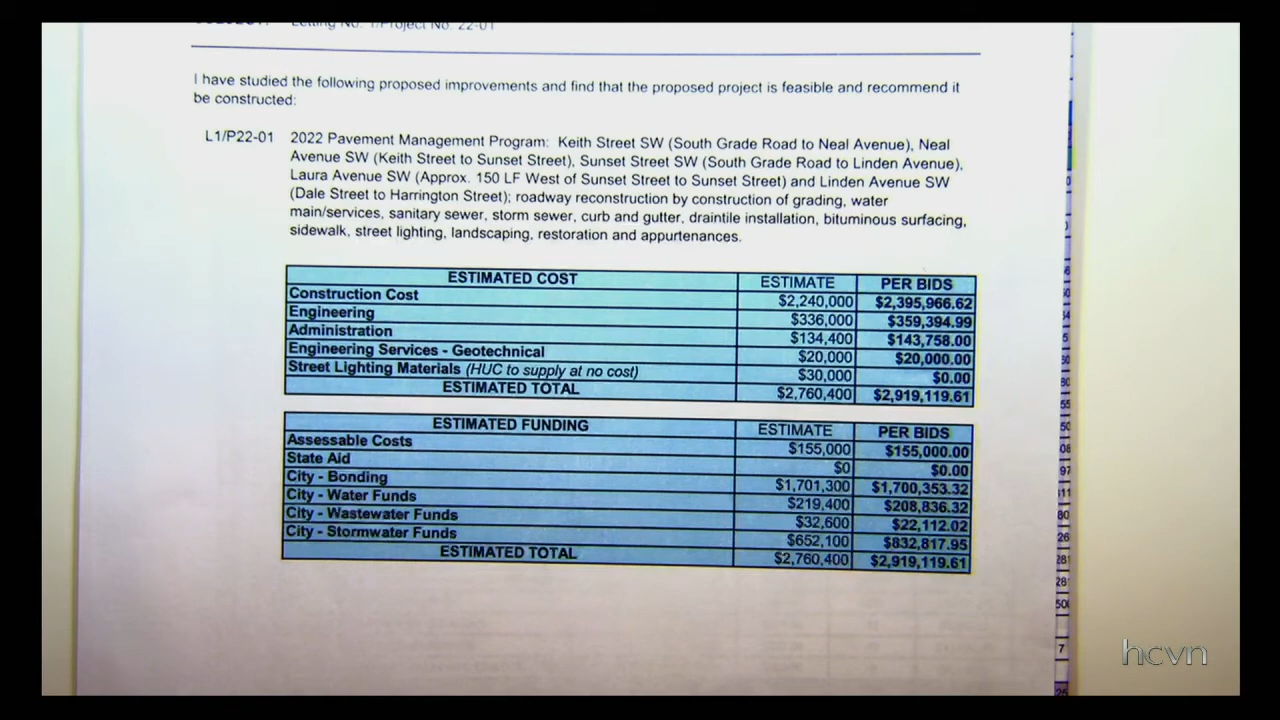 Letting No. 1/Project No. 22-01
I have studied the following proposed improvements and find that the proposed project is feasible and recommend it
be constructed:
L1/P22-01 2022 Pavement Management Program: Keith Street SW (South Grade Road to Neal Avenue), Neal
Avenue SW (Keith Street to Sunset Street), Sunset Street SW (South Grade Road to Linden Avenue),
Laura Avenue SW (Approx. 150 LF West of Sunset Street to Sunset Street) and Linden Avenue SW
(Dale Street to Harrington Street); roadway reconstruction by construction of grading, water
main/services, sanitary sewer, storm sewer, curb and gutter, draintile installation, bituminous surfacing,
sidewalk, street lighting, landscaping, restoration and appurtenances.
ESTIMATED COST ESTIMATE PER BIDS
Construction Cost $2,240,000 $2,395,966.62
Engineering $336,000 $359,394.99
Administration $134,400 $143,758.00
Engineering Services - Geotechnical $20,000 $20,000.00
Street Lighting Materials (HUC to supply at no cost) $30,000 $0.00
ESTIMATED TOTAL $2,760,400 $2,919,119.61
ESTIMATED FUNDING ESTIMATE PER BIDS
Assessable Costs $155,000 $155,000.00
State Aid $0 $0.00
City - Bonding $1,701,300 $1,700,353.32
City - Water Funds $219,400 $208,836.32
City - Wastewater Funds $32,600 $22,112.02
City - Stormwater Funds $652,100 $832,817.95
ESTIMATED TOTAL $2,760,400 $2,919,119.61
hcvn